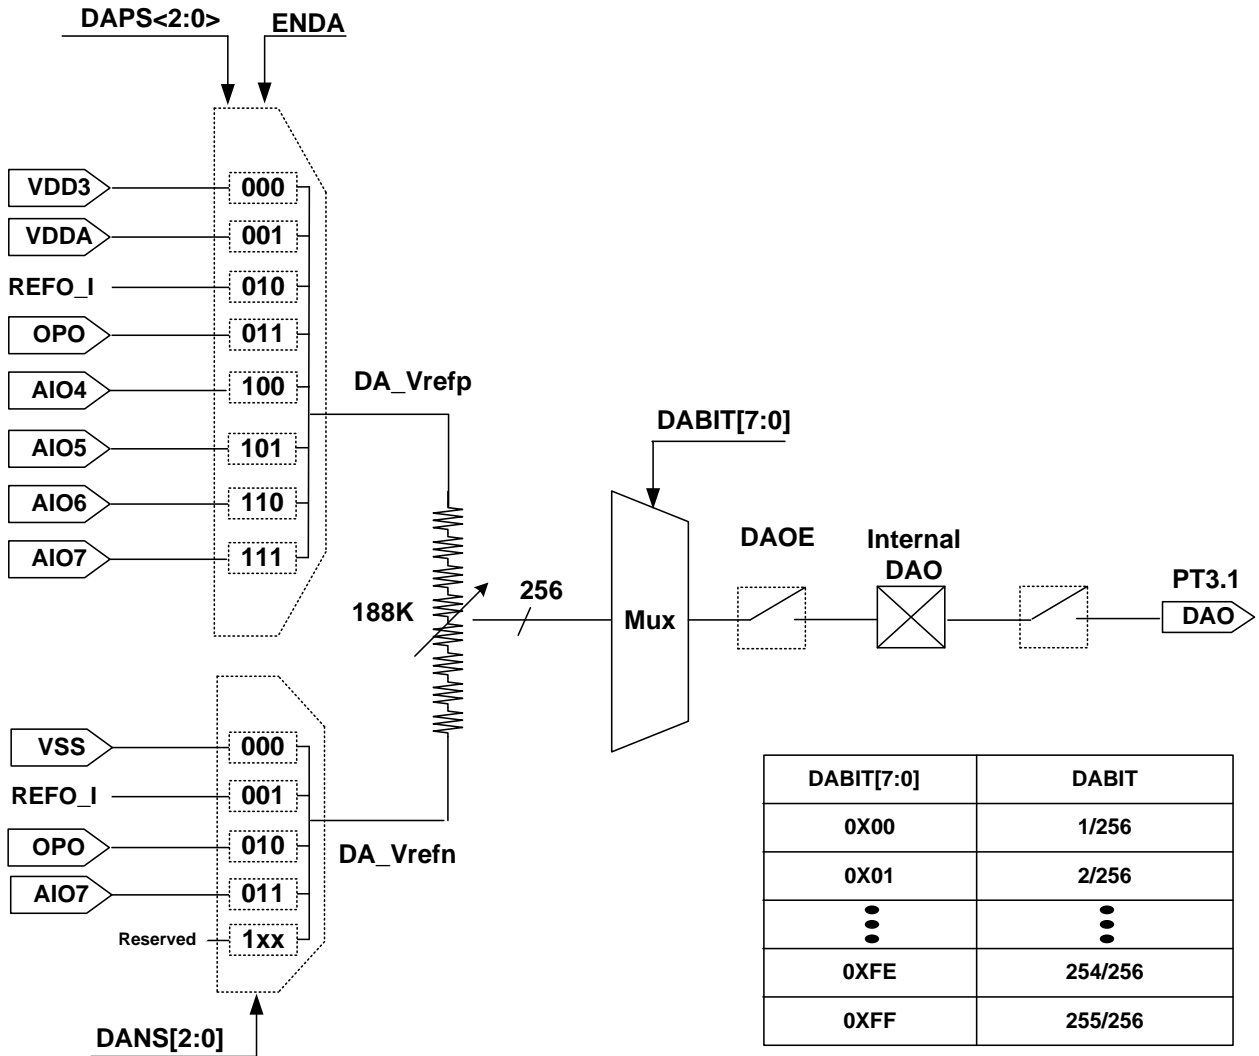 DAPS<2:0>
ENDA
VDD3 000
VDDA 001
REFO_I 010
OPO 011
AIO4 100
AIO5 101
AIO6 110
AIO7 111
DA_Vrefp
188K
256
DABIT[7:0]
Mux
DAOE
Internal
DAO
PT3.1
DAO
VSS 000
REFO_I 001
OPO 010
AIO7 011
Reserved 1xx
DA_Vrefn
DANS[2:0]
DABIT[7:0] DABIT
0X00 1/256
0X01 2/256
0XFE 254/256
0XFF 255/256